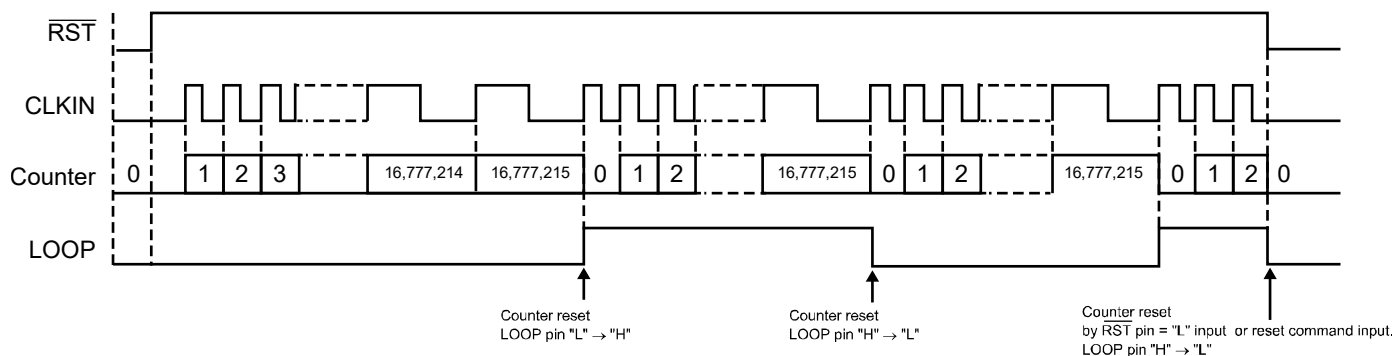 RST
CLKIN
Counter 0 1 2 3 16,777,214 16,777,215 0 1 2 16,777,215 0 1 2 16,777,215 0 1 2 0
LOOP
Counter reset
LOOP pin "L" → "H"
Counter reset
LOOP pin "H" → "L"
Counter reset
by RST pin = "L" input or reset command input.
LOOP pin "H" → "L"